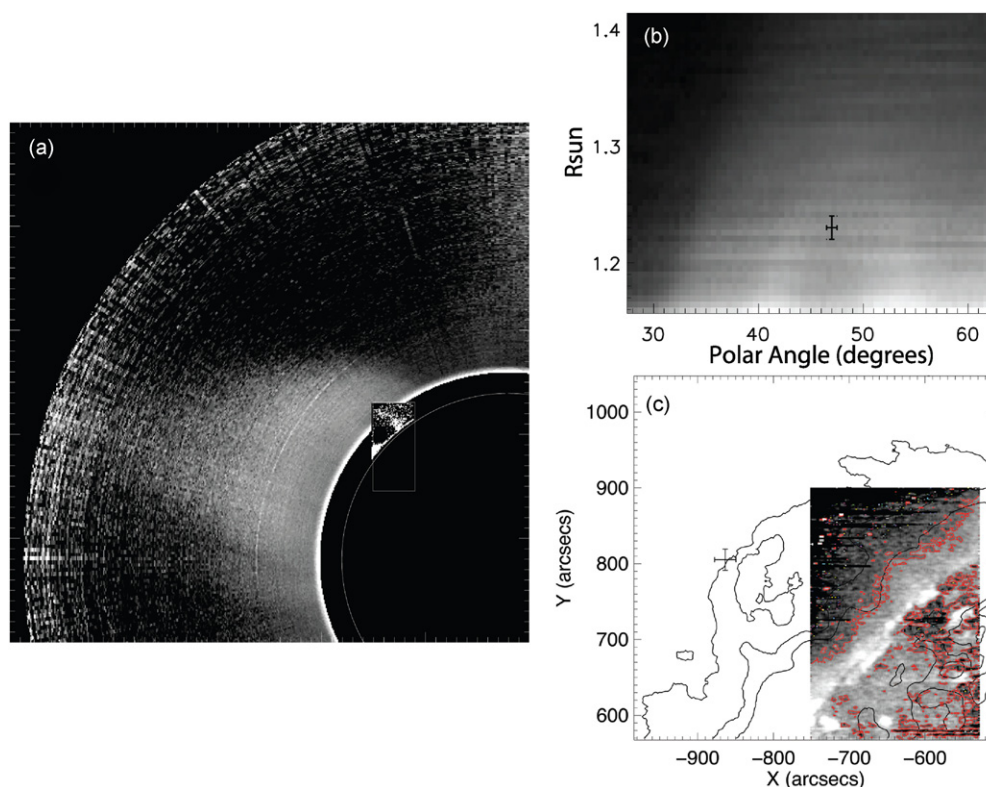 (a)
(b)
1.4
1.3
1.2
Rsun
30 40 50 60
Polar Angle (degrees)
(c)
1000
900
800
700
600
Y (arcsecs)
−900 −800 −700 −600
X (arcsecs)